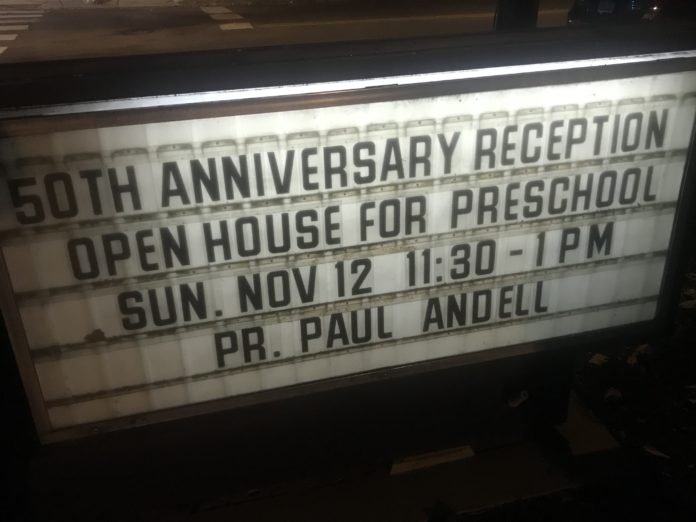 50TH ANNIVERSARY RECEPTION
OPEN HOUSE FOR PRESCHOOL
SUN. NOV 12 11:30 - 1 PM
PR. PAUL ANDELL